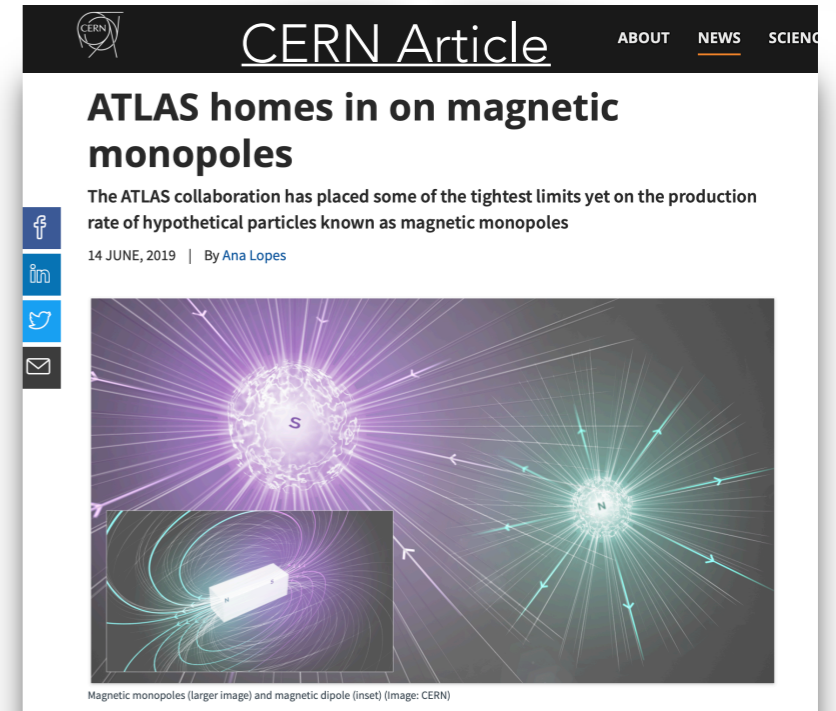 CERN
CERN Article
ABOUT NEWS SCIENC
ATLAS homes in on magnetic
monopoles
The ATLAS collaboration has placed some of the tightest limits yet on the production
rate of hypothetical particles known as magnetic monopoles
14 JUNE, 2019 | By Ana Lopes
f
in
S
N
N
S
Magnetic monopoles (larger image) and magnetic dipole (inset) (Image: CERN)